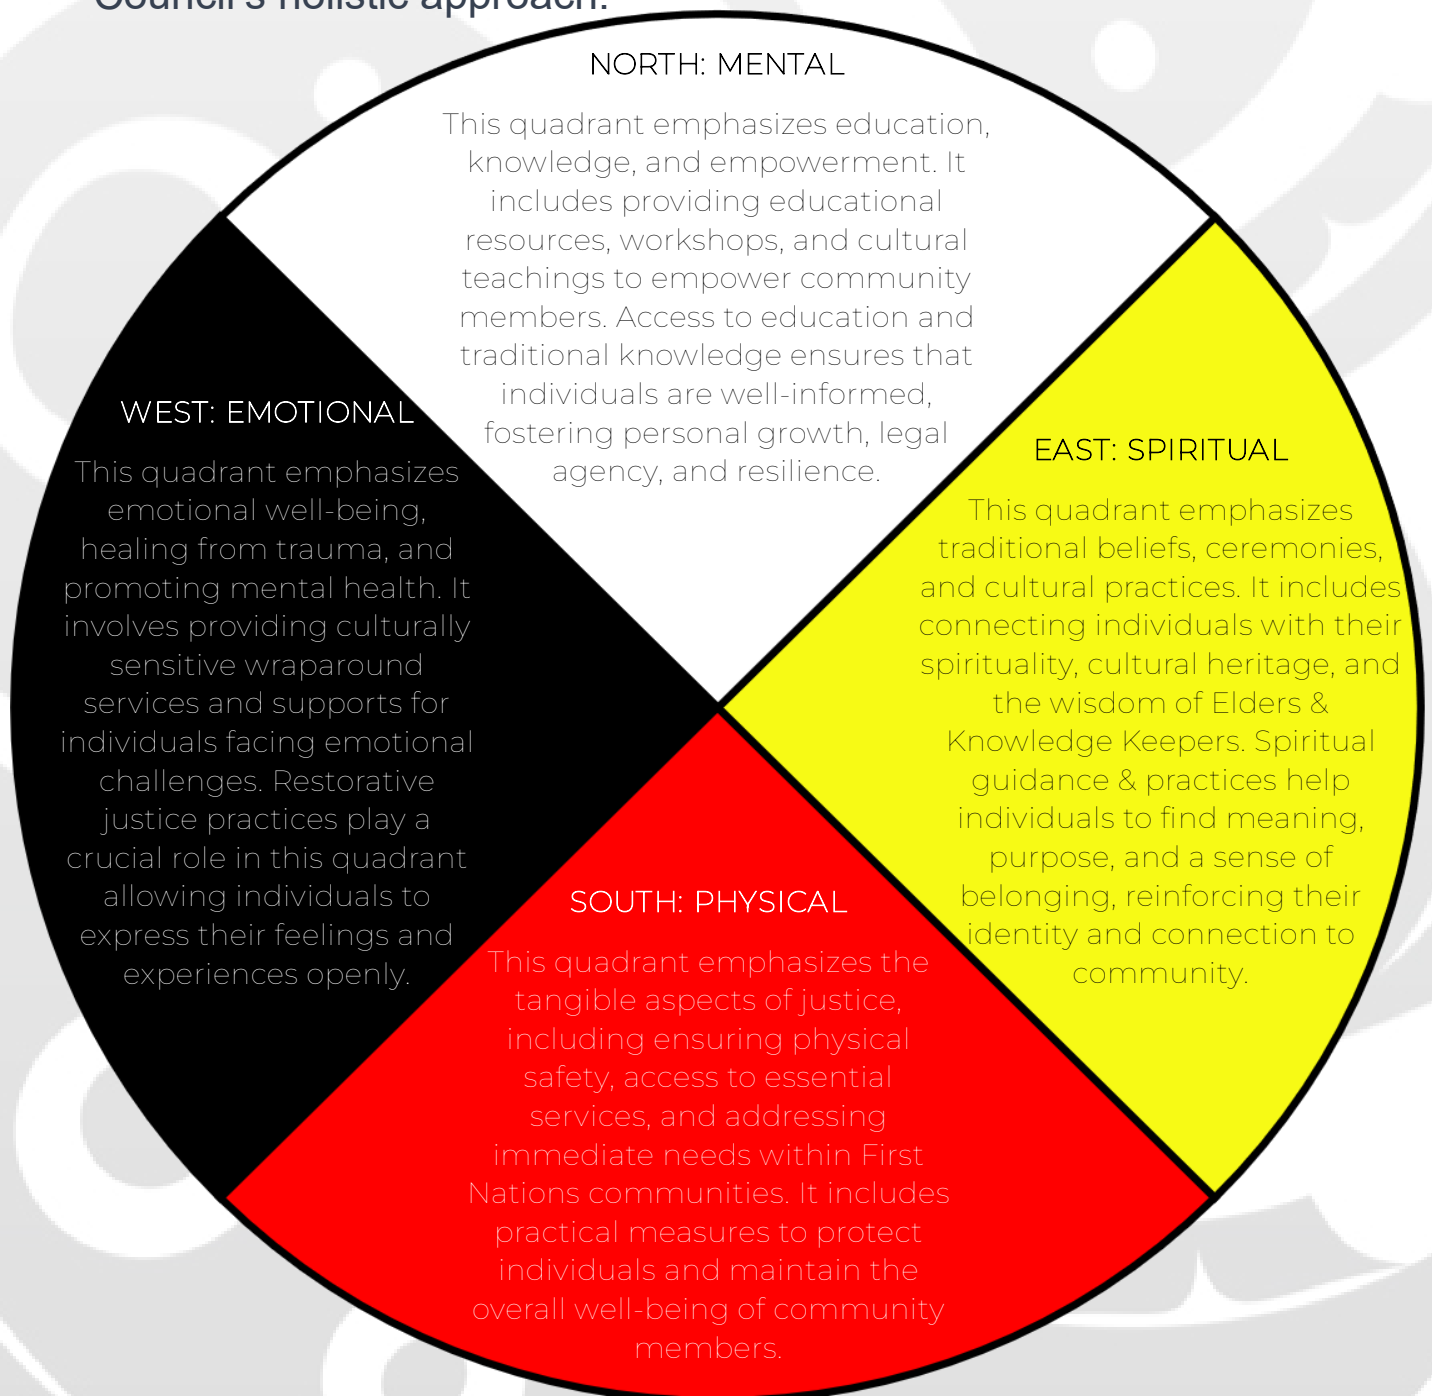 Council's holistic approach:
NORTH: MENTAL
This quadrant emphasizes education,
knowledge, and empowerment. It
includes providing educational
resources, workshops, and cultural
teachings to empower community
members. Access to education and
traditional knowledge ensures that
individuals are well-informed,
fostering personal growth, legal
agency, and resilience.
WEST: EMOTIONAL
This quadrant emphasizes
emotional well-being,
healing from trauma, and
promoting mental health. It
involves providing culturally
sensitive wraparound
services and supports for
individuals facing emotional
challenges. Restorative
justice practices play a
crucial role in this quadrant
allowing individuals to
express their feelings and
experiences openly.
EAST: SPIRITUAL
This quadrant emphasizes
traditional beliefs, ceremonies,
and cultural practices. It includes
connecting individuals with their
spirituality, cultural heritage, and
the wisdom of Elders &
Knowledge Keepers. Spiritual
guidance & practices help
individuals to find meaning,
purpose, and a sense of
belonging, reinforcing their
identity and connection to
community.
SOUTH: PHYSICAL
This quadrant emphasizes the
tangible aspects of justice,
including ensuring physical
safety, access to essential
services, and addressing
immediate needs within First
Nations communities. It includes
practical measures to protect
individuals and maintain the
overall well-being of community
members.